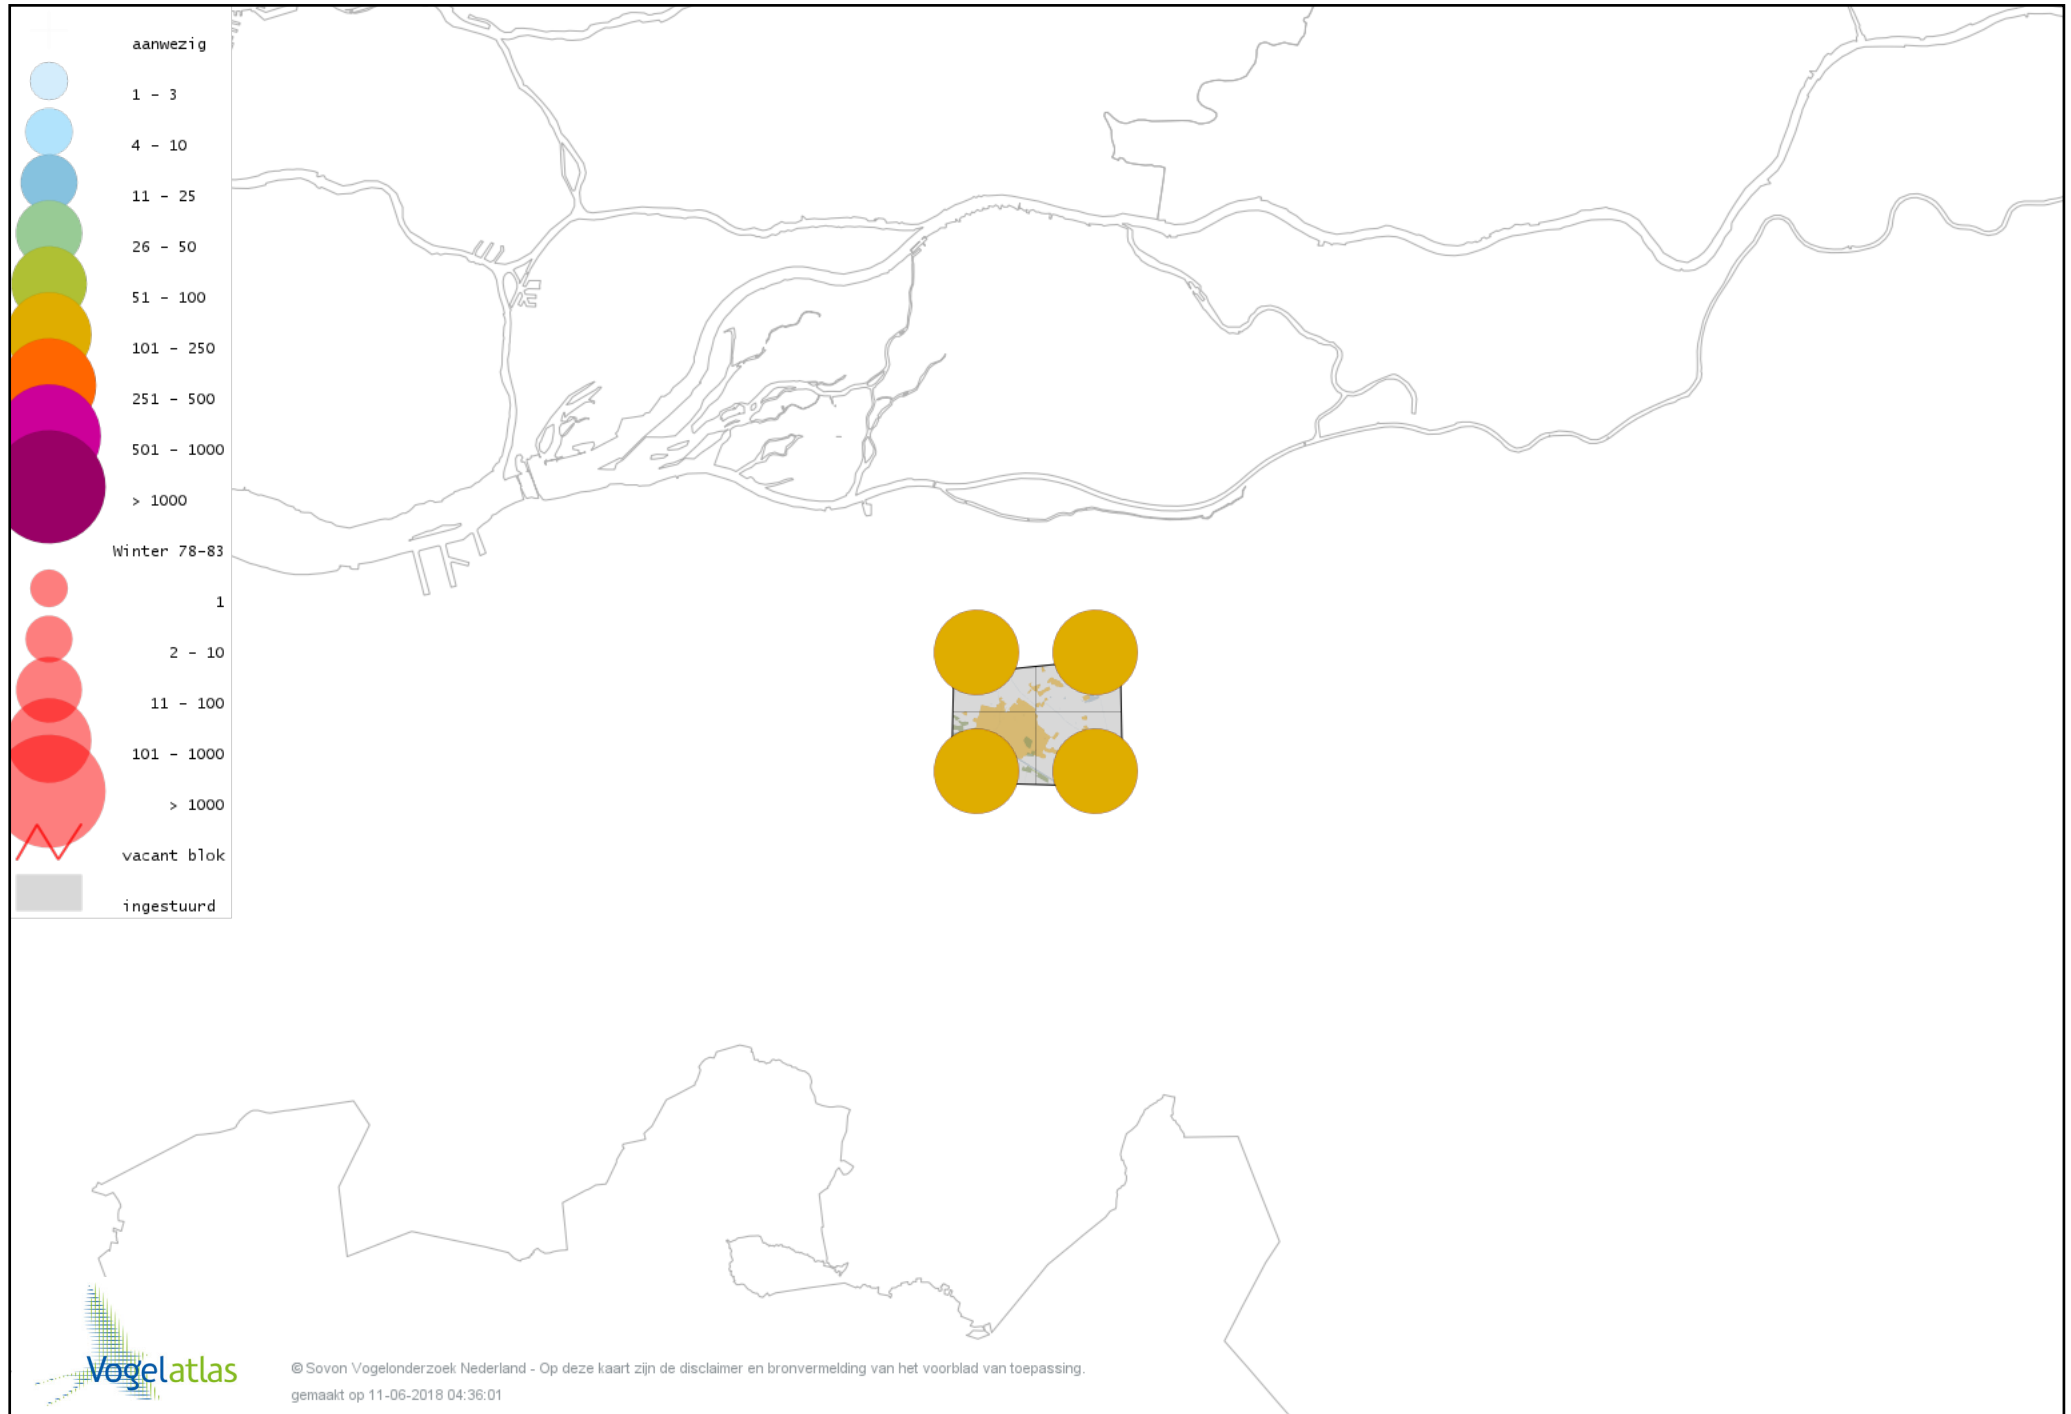 aanwezig
1 - 3
4 - 10
11 - 25
26 - 50
51 - 100
101 - 250
251 - 500
501 - 1000
> 1000
Winter 78-83
1
2 - 10
11 - 100
101 - 1000
> 1000
vacant blok
ingestuurd
Vogelatlas
© Sovon Vogelonderzoek Nederland - Op deze kaart zijn de disclaimer en bronvermelding van het voorblad van toepassing.
gemaakt op 11-06-2018 04:36:01